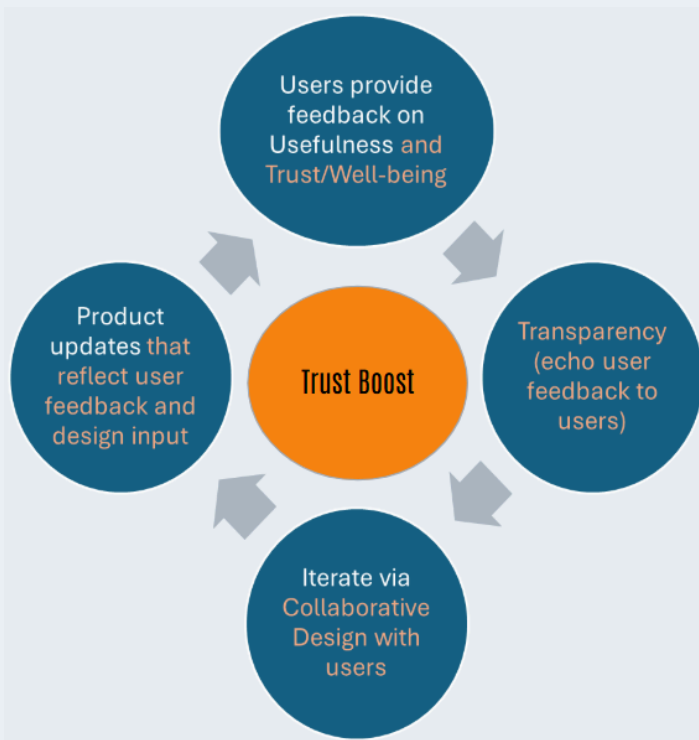 Users provide
feedback on
Usefulness and
Trust/Well-being
Transparency
(echo user
feedback to
users)
Iterate via
Collaborative
Design with
users
Product
updates that
reflect user
feedback and
design input
Trust Boost